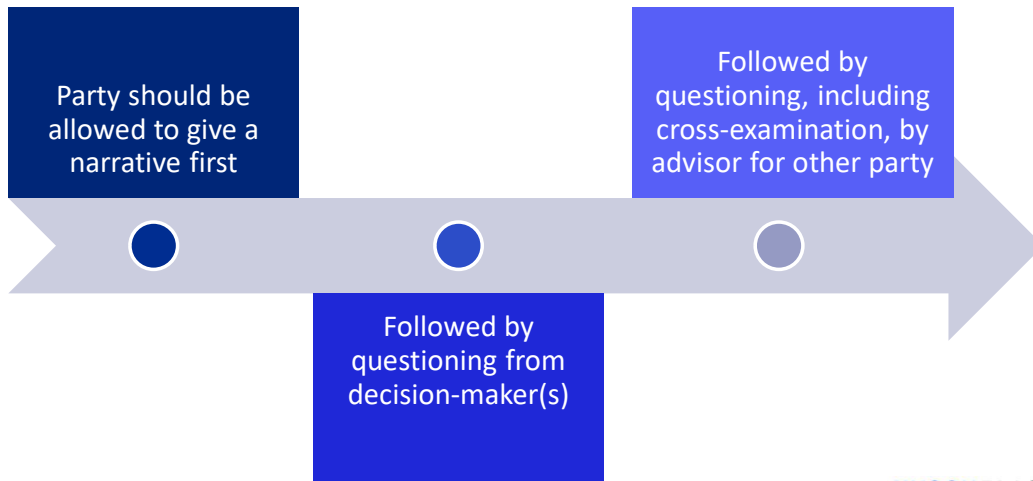 Party should be
allowed to give a
narrative first
Followed by
questioning from
decision-maker(s)
Followed by
questioning, including
cross-examination, by
advisor for other party